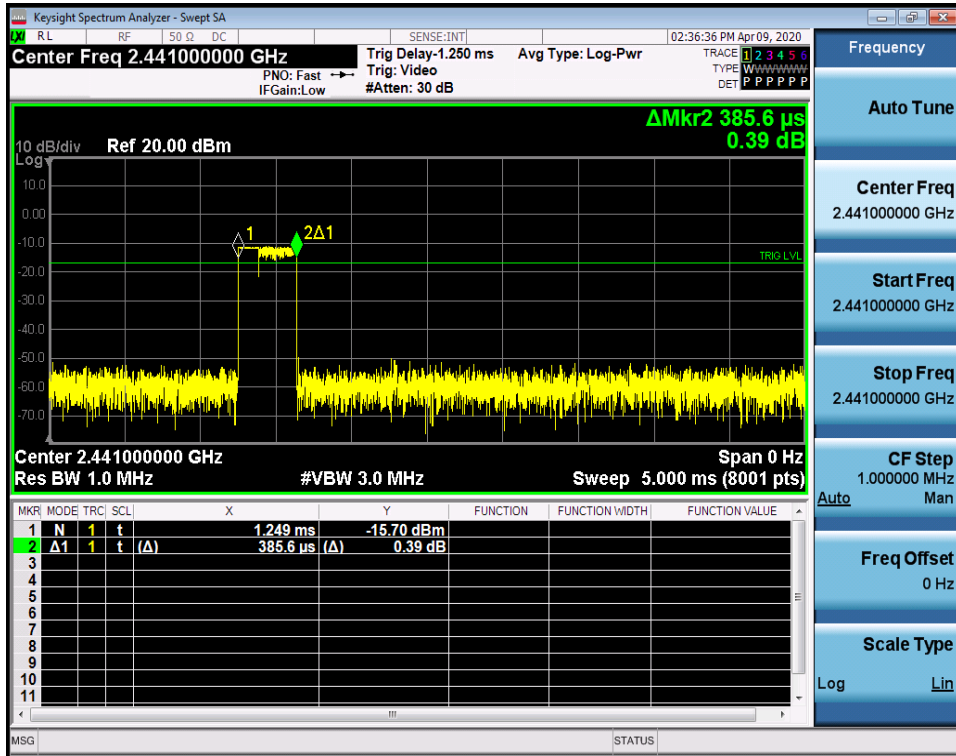 Keysight Spectrum Analyzer - Swept SA
LXI RL RF 50 Ω DC SENSE:INT 02:36:36 PM Apr 09, 2020
Center Freq 2.441000000 GHz
PNO: Fast
IFGain:Low
Trig Delay-1.250 ms
Trig: Video
#Atten: 30 dB
Avg Type: Log-Pwr
TRACE 1 2 3 4 5 6
TYPE WWWWWW
DET P P P P P P
ΔMkr2 385.6 µs
0.39 dB
10 dB/div Ref 20.00 dBm
Log
10.0
0.00
-10.0
-20.0
-30.0
-40.0
-50.0
-60.0
-70.0
1
2Δ1
TRIG LVL
Center 2.441000000 GHz Span 0 Hz
Res BW 1.0 MHz #VBW 3.0 MHz Sweep 5.000 ms (8001 pts)
MKR MODE TRC SCL X Y FUNCTION FUNCTION WIDTH FUNCTION VALUE
1 N 1 t 1.249 ms -15.70 dBm
2 Δ1 1 t (Δ) 385.6 µs (Δ) 0.39 dB
3
4
5
6
7
8
9
10
11
MSG STATUS
Frequency
Auto Tune
Center Freq
2.441000000 GHz
Start Freq
2.441000000 GHz
Stop Freq
2.441000000 GHz
CF Step
1.000000 MHz
Auto Man
Freq Offset
0 Hz
Scale Type
Log Lin